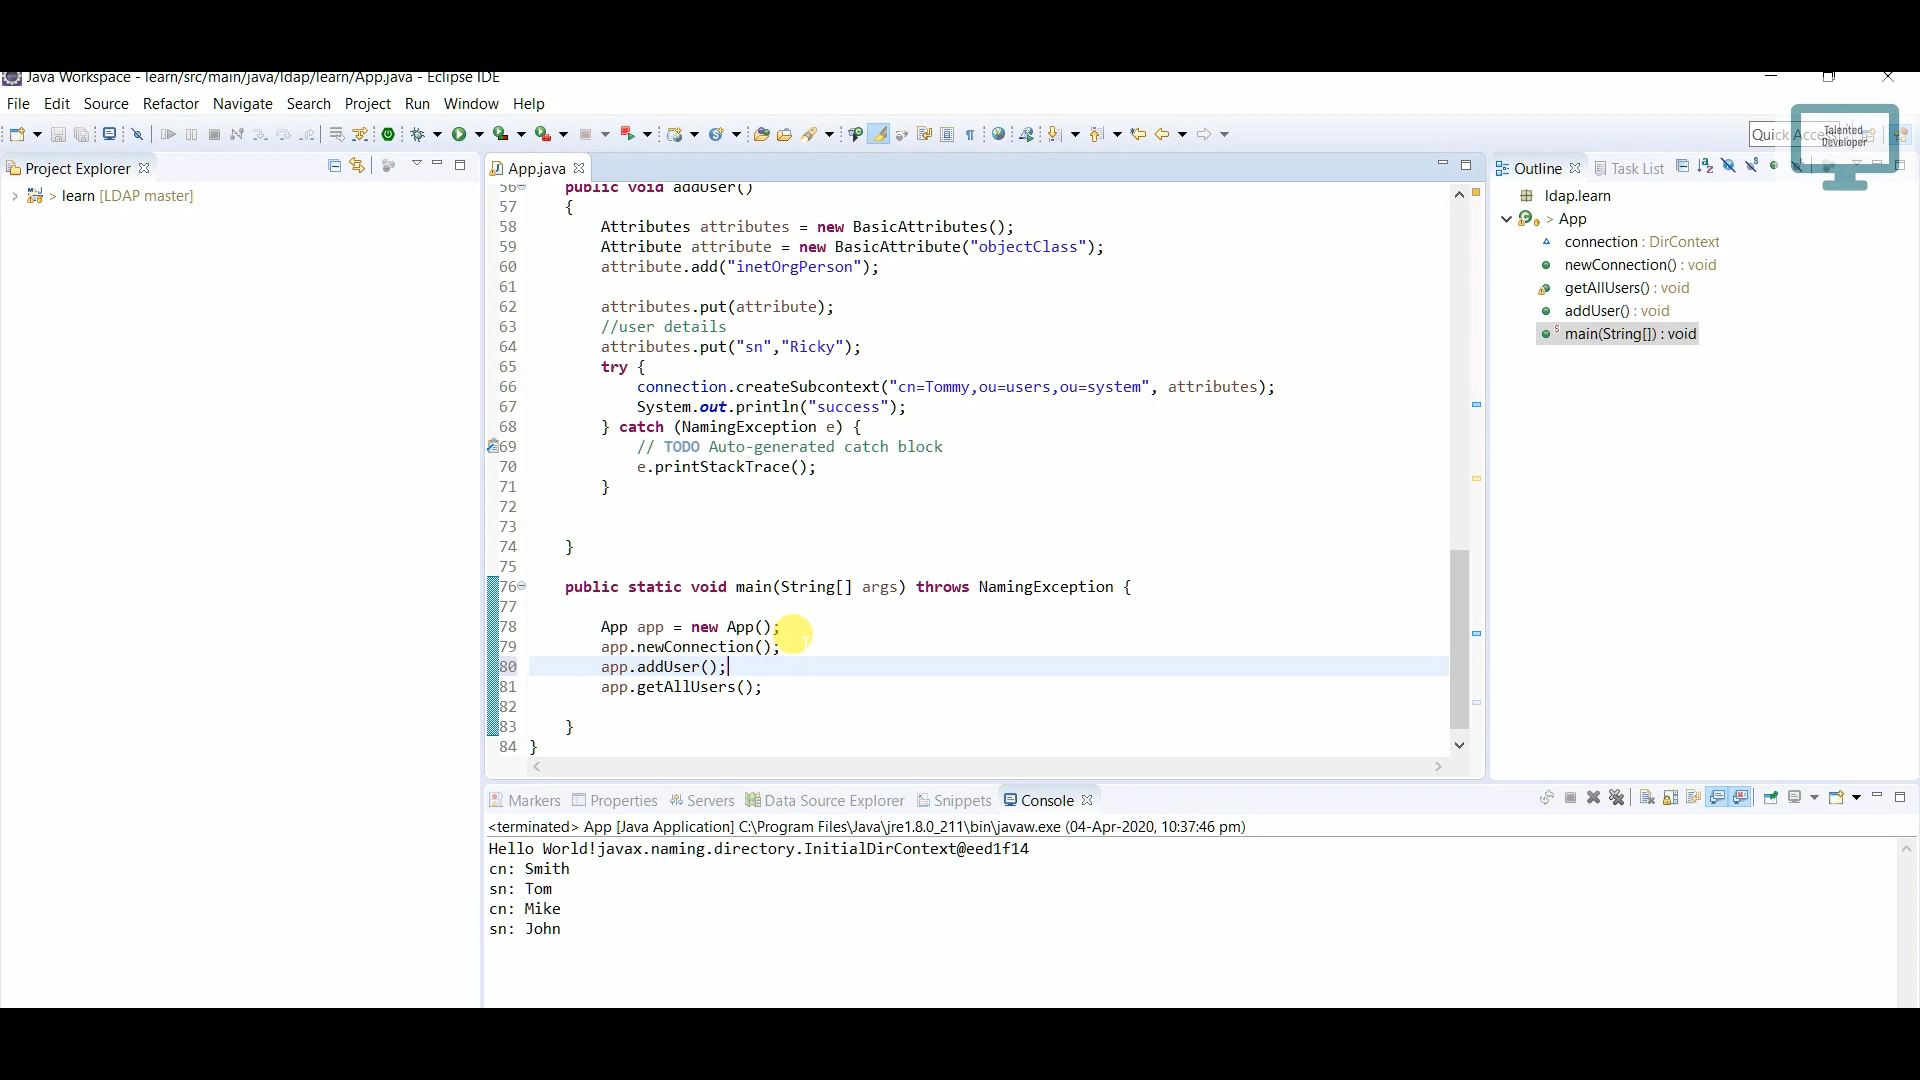 Java Workspace - learn/src/main/java/ldap/learn/App.java - Eclipse IDE
File Edit Source Refactor Navigate Search Project Run Window Help
Quick Access
Talented
Developer
Project Explorer
App.java
Outline Task List
> learn [LDAP master]
56 public void addUser()
57 {
58 Attributes attributes = new BasicAttributes();
59 Attribute attribute = new BasicAttribute("objectClass");
60 attribute.add("inetOrgPerson");
61
62 attributes.put(attribute);
63 //user details
64 attributes.put("sn","Ricky");
65 try {
66 connection.createSubcontext("cn=Tommy,ou=users,ou=system", attributes);
67 System.out.println("success");
68 } catch (NamingException e) {
69 // TODO Auto-generated catch block
70 e.printStackTrace();
71 }
72
73
74 }
75
76 public static void main(String[] args) throws NamingException {
77
78 App app = new App();
79 app.newConnection();
80 app.addUser();
81 app.getAllUsers();
82
83 }
84 }
ldap.learn
> App
connection : DirContext
newConnection() : void
getAllUsers() : void
addUser() : void
main(String[]) : void
Markers Properties Servers Data Source Explorer Snippets Console
<terminated> App [Java Application] C:\Program Files\Java\jre1.8.0_211\bin\javaw.exe (04-Apr-2020, 10:37:46 pm)
Hello World!javax.naming.directory.InitialDirContext@eed1f14
cn: Smith
sn: Tom
cn: Mike
sn: John